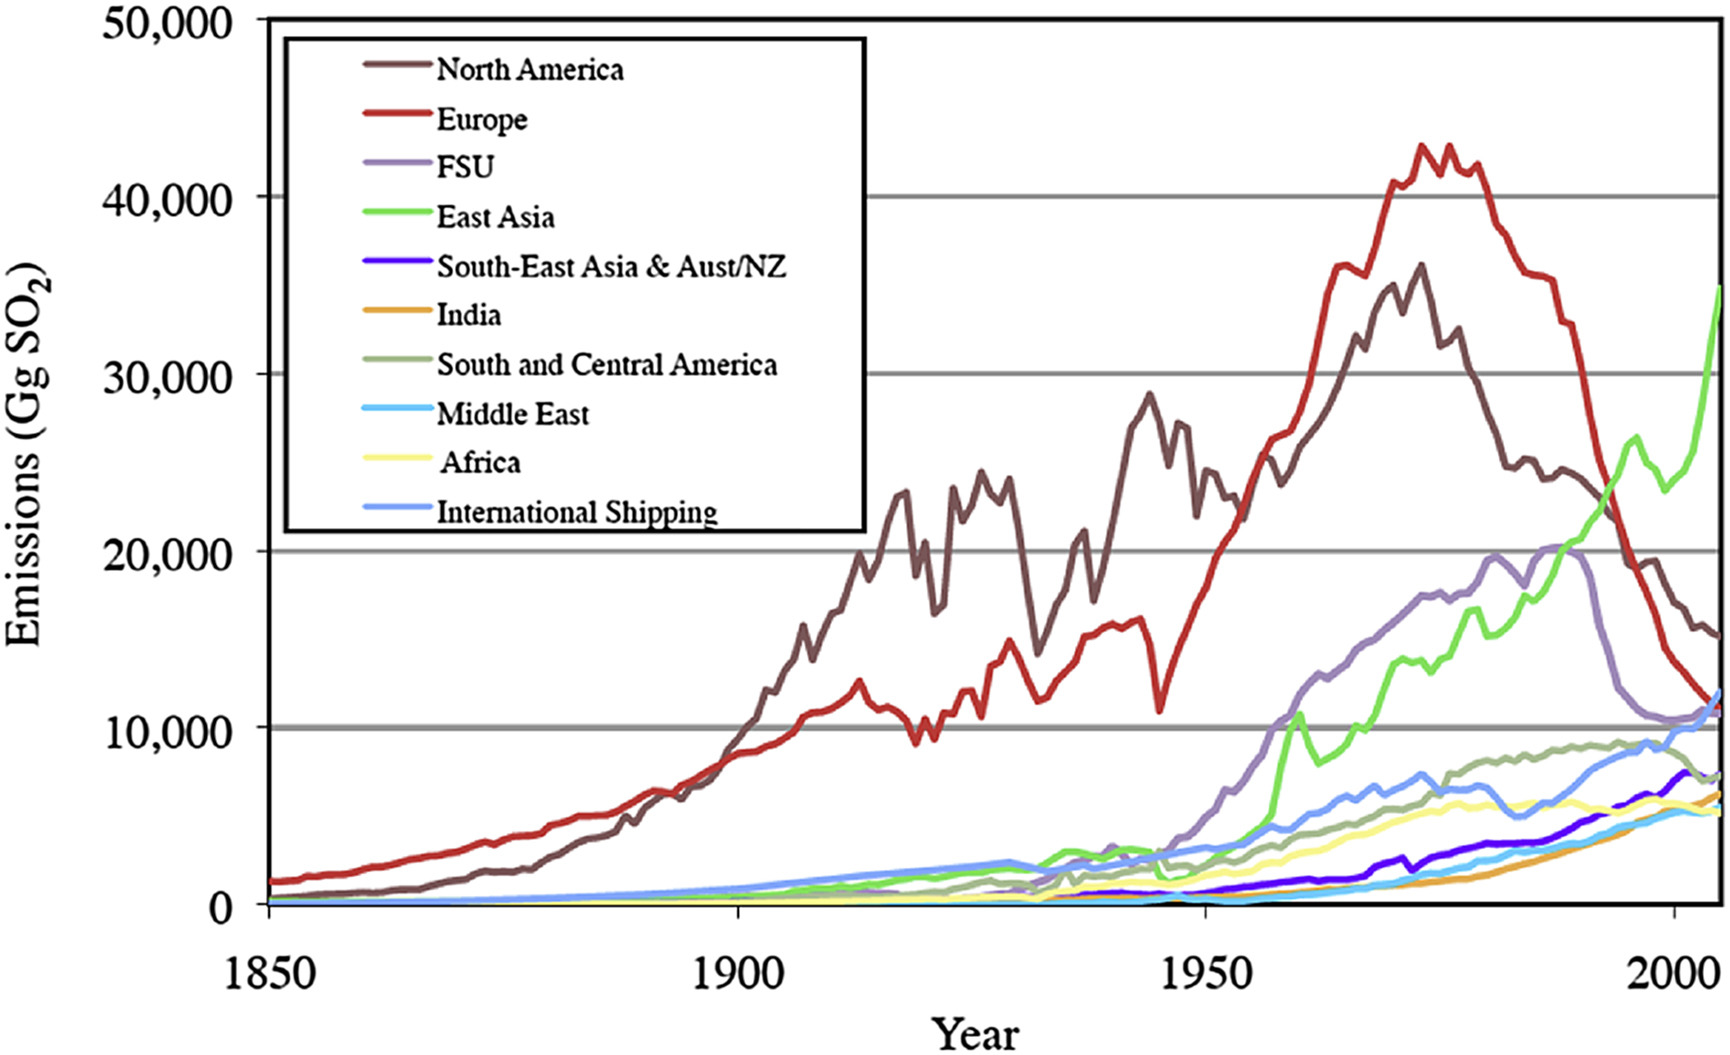 50,000
40,000
30,000
20,000
10,000
0
Emissions (Gg SO2)
North America
Europe
FSU
East Asia
South-East Asia & Aust/NZ
India
South and Central America
Middle East
Africa
International Shipping
1850 1900 1950 2000
Year